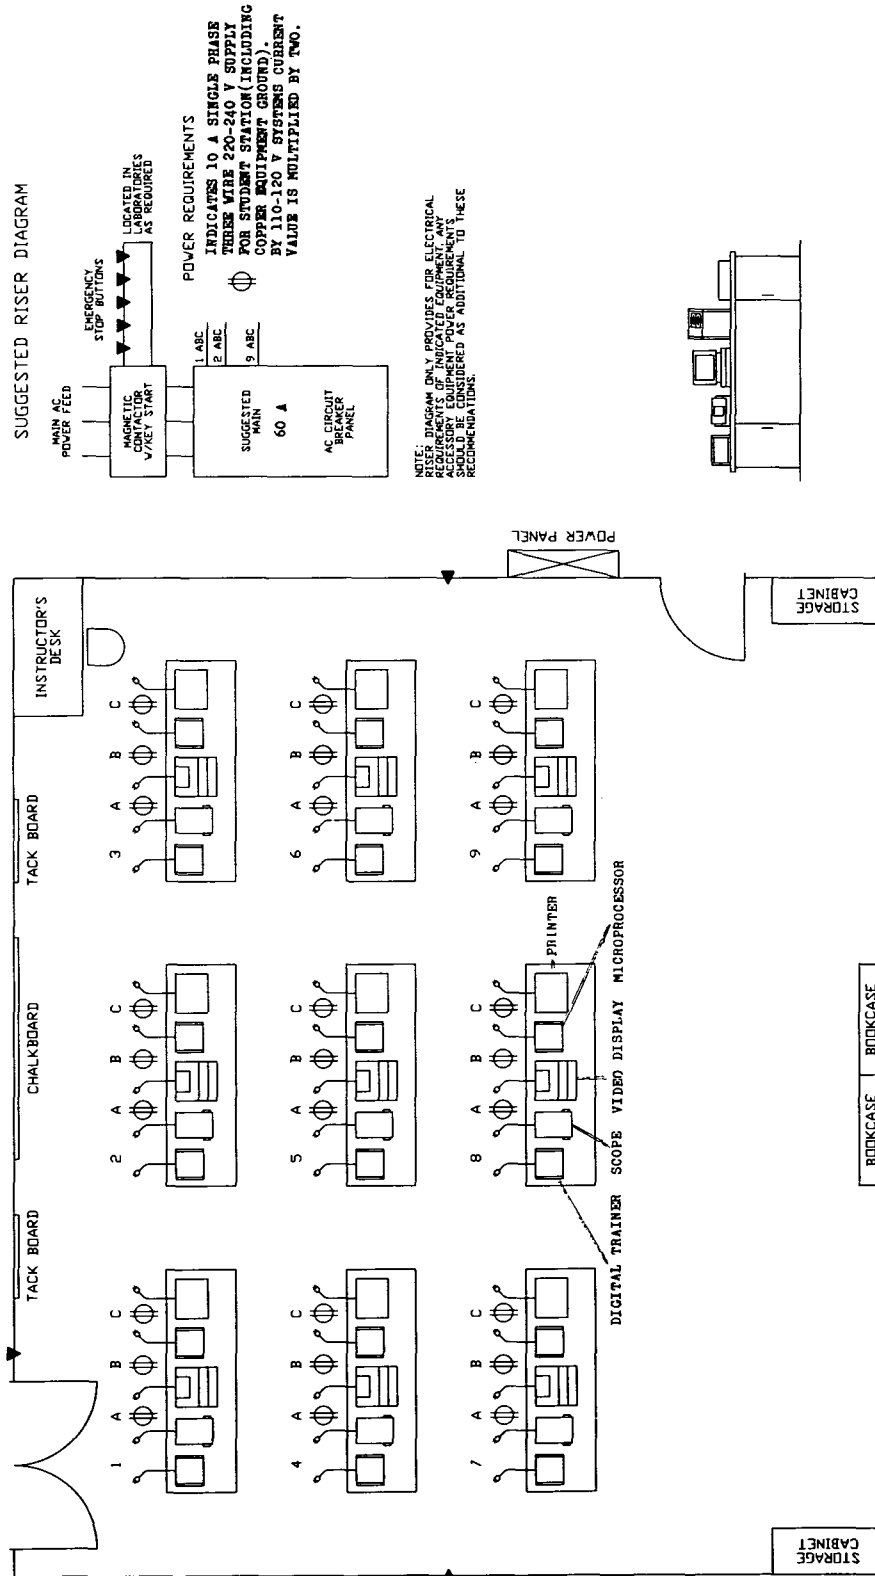 SUGGESTED RISER DIAGRAM
MAIN AC
POWER FEED
EMERGENCY
STOP BUTTONS
LOCATED IN
LABORATORIES
AS REQUIRED
MAGNETIC
CONTACTOR
W/KEY START
SUGGESTED
MAIN
60 A
AC CIRCUIT
BREAKER
PANEL
1 ABC
2 ABC
9 ABC
POWER REQUIREMENTS
INDICATES 10 A SINGLE PHASE
THREE WIRE 220-240 V SUPPLY
FOR STUDENT STATION(INCLUDING
COPPER EQUIPMENT GROUND).
BY 110-120 V SYSTEMS CURRENT
VALUE IS MULTIPLIED BY TWO.
NOTE:
RISER DIAGRAM ONLY PROVIDES FOR ELECTRICAL
REQUIREMENTS OF INDICATED EQUIPMENT. ANY
ACCESSORY EQUIPMENT POWER REQUIREMENTS
SHOULD BE CONSIDERED AS ADDITIONAL TO THESE
RECOMMENDATIONS.
TACK BOARD
CHALKBOARD
TACK BOARD
INSTRUCTOR'S
DESK
1 A B C
2 A B C
3 A B C
4 A B C
5 A B C
6 A B C
7 A B C
8 A B C
9 A B C
POWER PANEL
PRINTER
DIGITAL TRAINER
SCOPE
VIDEO DISPLAY
MICROPROCESSOR
STORAGE
CABINET
BOOKCASE
BOOKCASE
STORAGE
CABINET